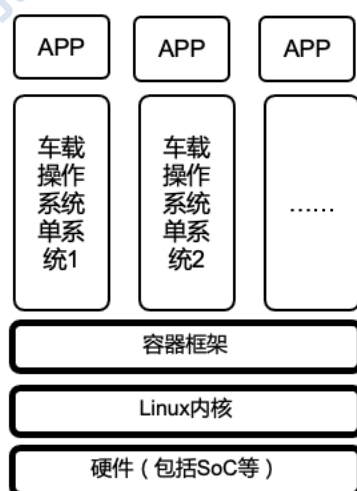 APP
APP
APP
车载
操作
系统
单系
统1
车载
操作
系统
单系
统2
......
容器框架
Linux内核
硬件（包括SoC等）